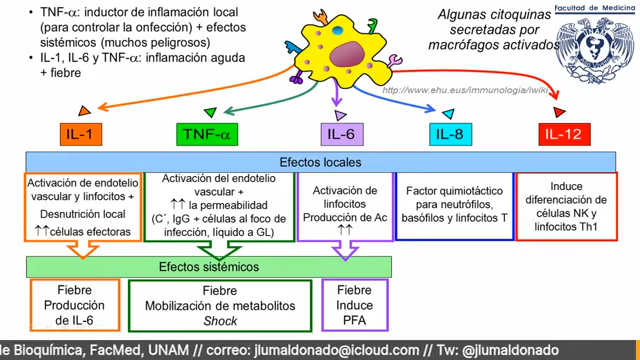 Facultad de Medicina
• TNF-α: inductor de inflamación local
(para controlar la onfección) + efectos
sistémicos (muchos peligrosos)
• IL-1, IL-6 y TNF-α: inflamación aguda
+ fiebre
Algunas citoquinas
secretadas por
macrófagos activados
http://www.ehu.eus/immunologia/iwiki
IL-1
TNF-α
IL-6
IL-8
IL-12
Efectos locales
Activación de endotelio
vascular y linfocitos +
Desnutrición local
↑↑células efectoras
Activación del endotelio
vascular +
↑↑ la permeabilidad
(C´, IgG + células al foco de
infección, líquido a GL)
Activación de
linfocitos
Producción de Ac
↑↑
Factor quimiotáctico
para neutrófilos,
basófilos y linfocitos T
Induce
diferenciación de
células NK y
linfocitos Th1
Efectos sistémicos
Fiebre
Producción
de IL-6
Fiebre
Mobilización de metabolitos
Shock
Fiebre
Induce
PFA
de Bioquímica, FacMed, UNAM // correo: jlumaldonado@icloud.com // Tw: @jlumaldonado